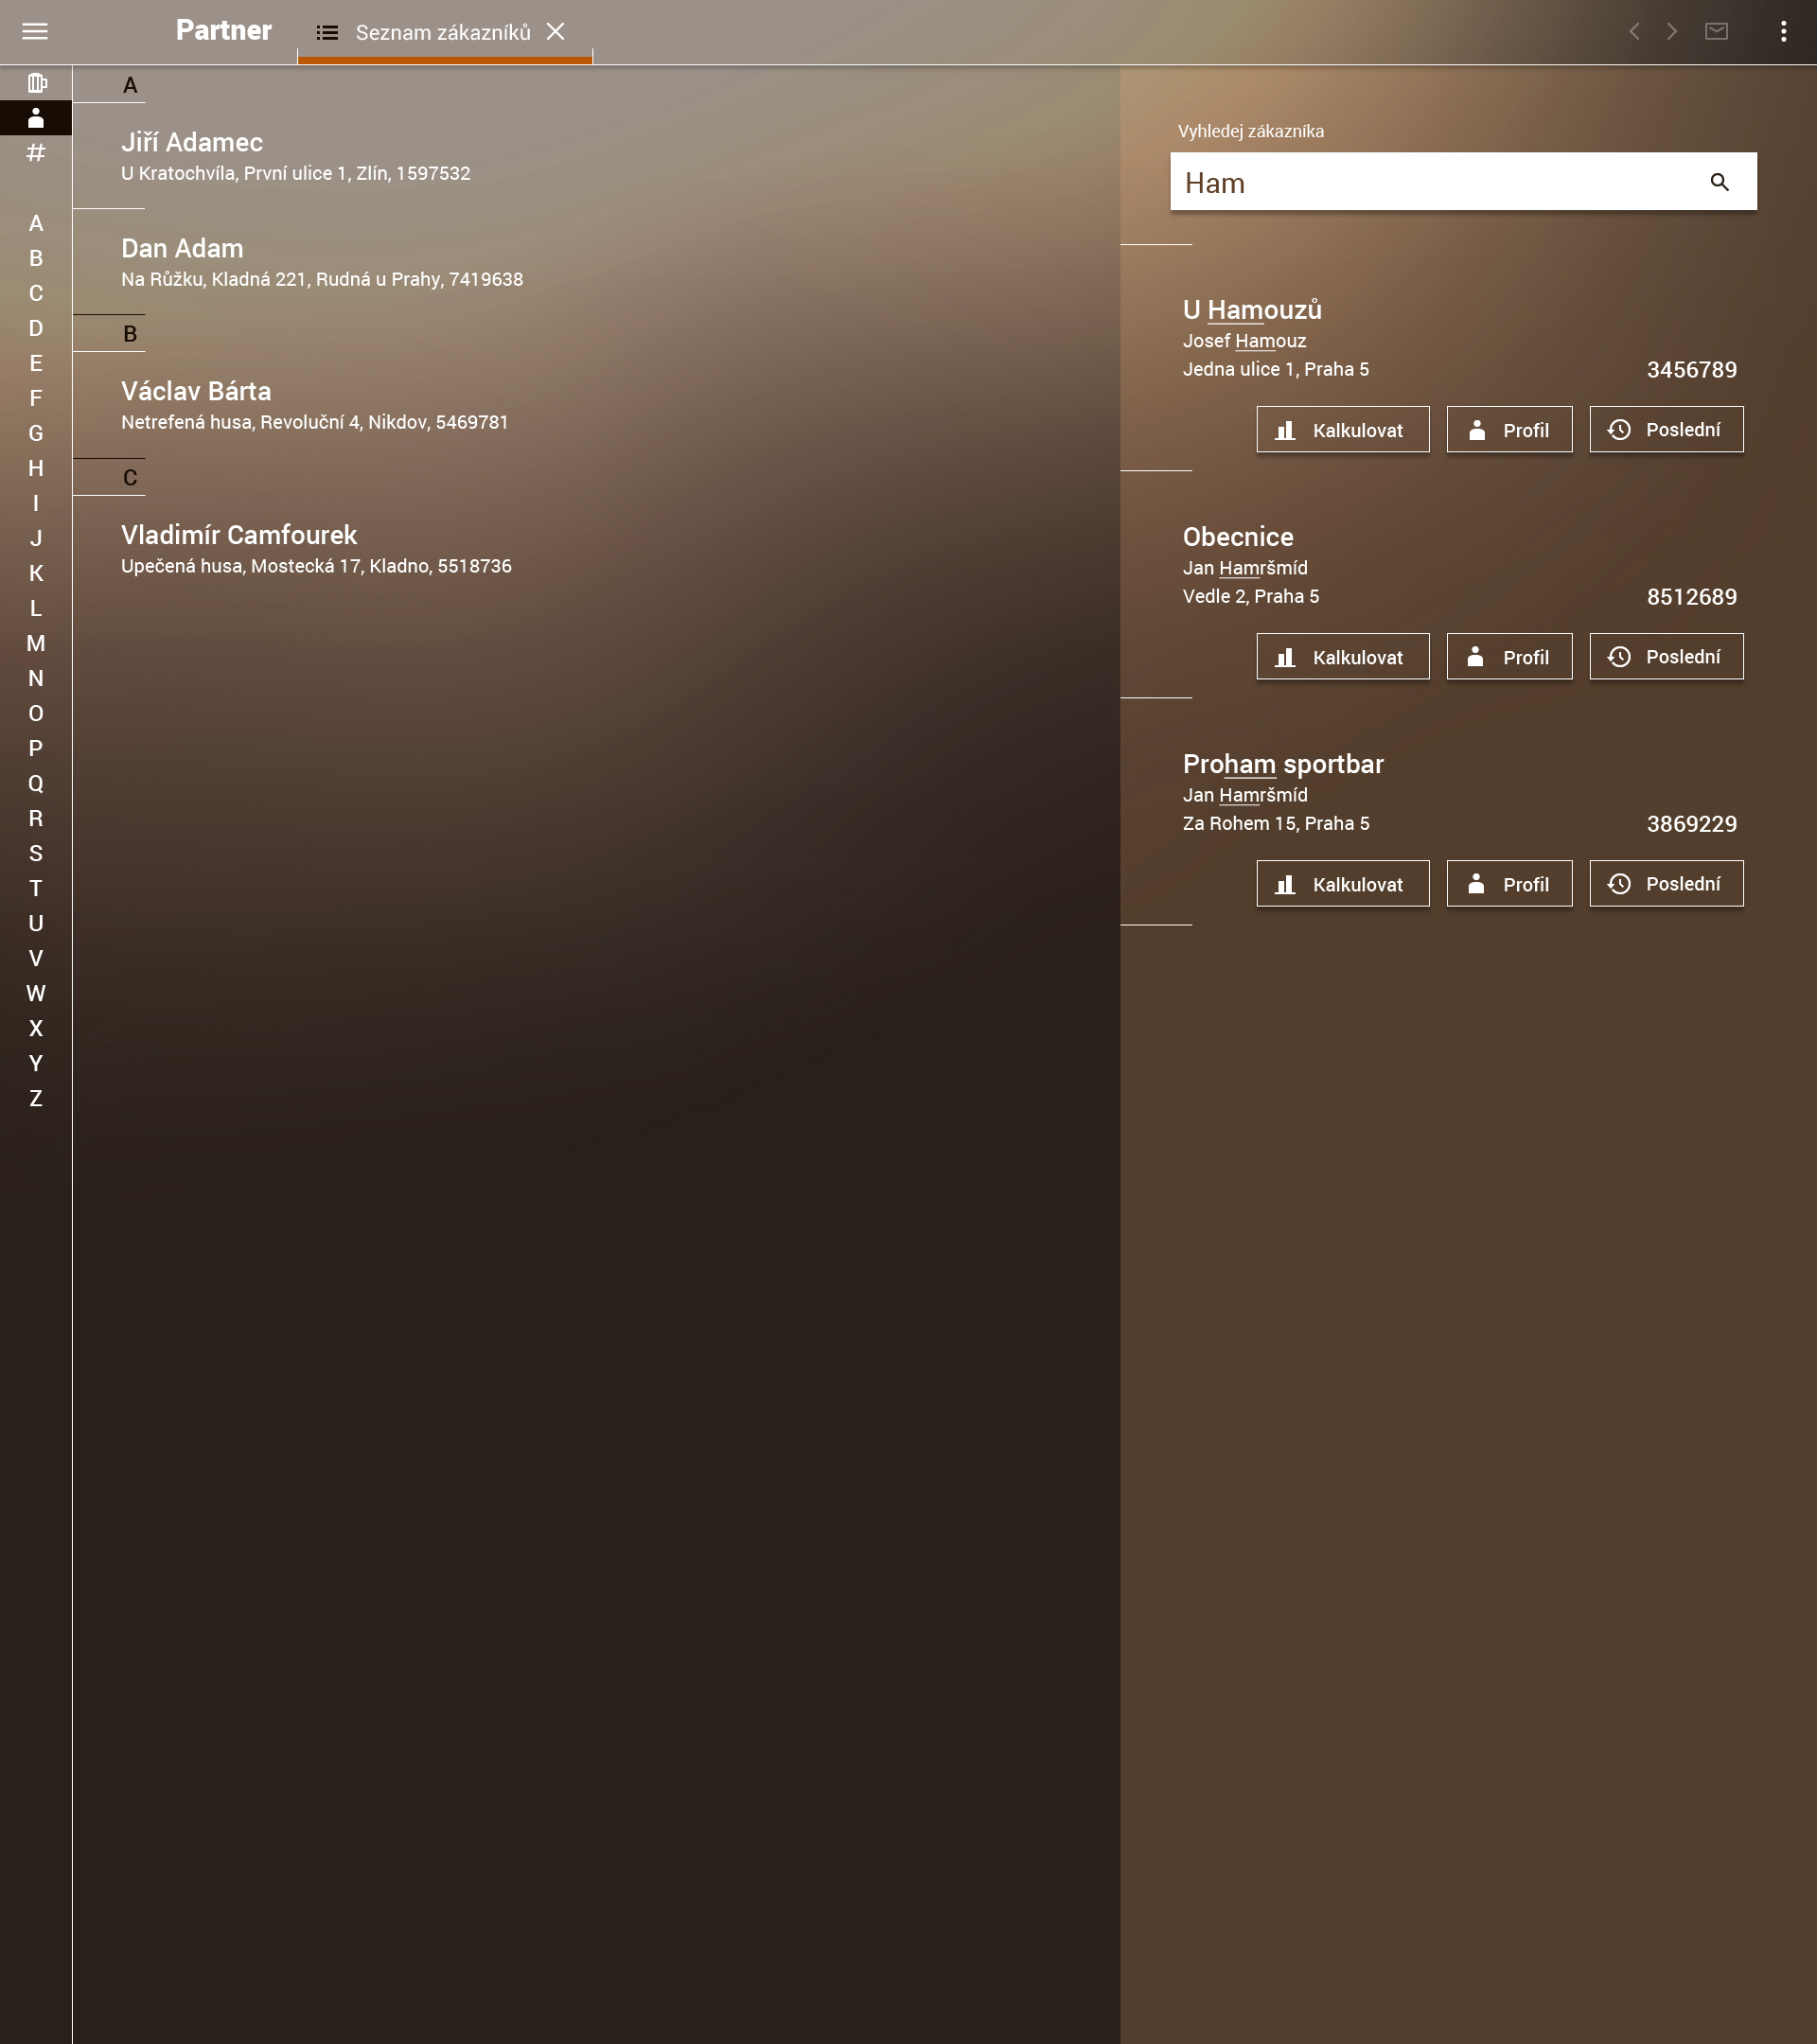 Partner
Seznam zákazníků
#
A
B
C
D
E
F
G
H
I
J
K
L
M
N
O
P
Q
R
S
T
U
V
W
X
Y
Z
A
Jiří Adamec
U Kratochvíla, První ulice 1, Zlín, 1597532
Dan Adam
Na Růžku, Kladná 221, Rudná u Prahy, 7419638
B
Václav Bárta
Netrefená husa, Revoluční 4, Nikdov, 5469781
C
Vladimír Camfourek
Upečená husa, Mostecká 17, Kladno, 5518736
Vyhledej zákazníka
Ham
U Hamouzů
Josef Hamouz
Jedna ulice 1, Praha 5 3456789
Kalkulovat Profil Poslední
Obecnice
Jan Hamršmíd
Vedle 2, Praha 5 8512689
Kalkulovat Profil Poslední
Proham sportbar
Jan Hamršmíd
Za Rohem 15, Praha 5 3869229
Kalkulovat Profil Poslední